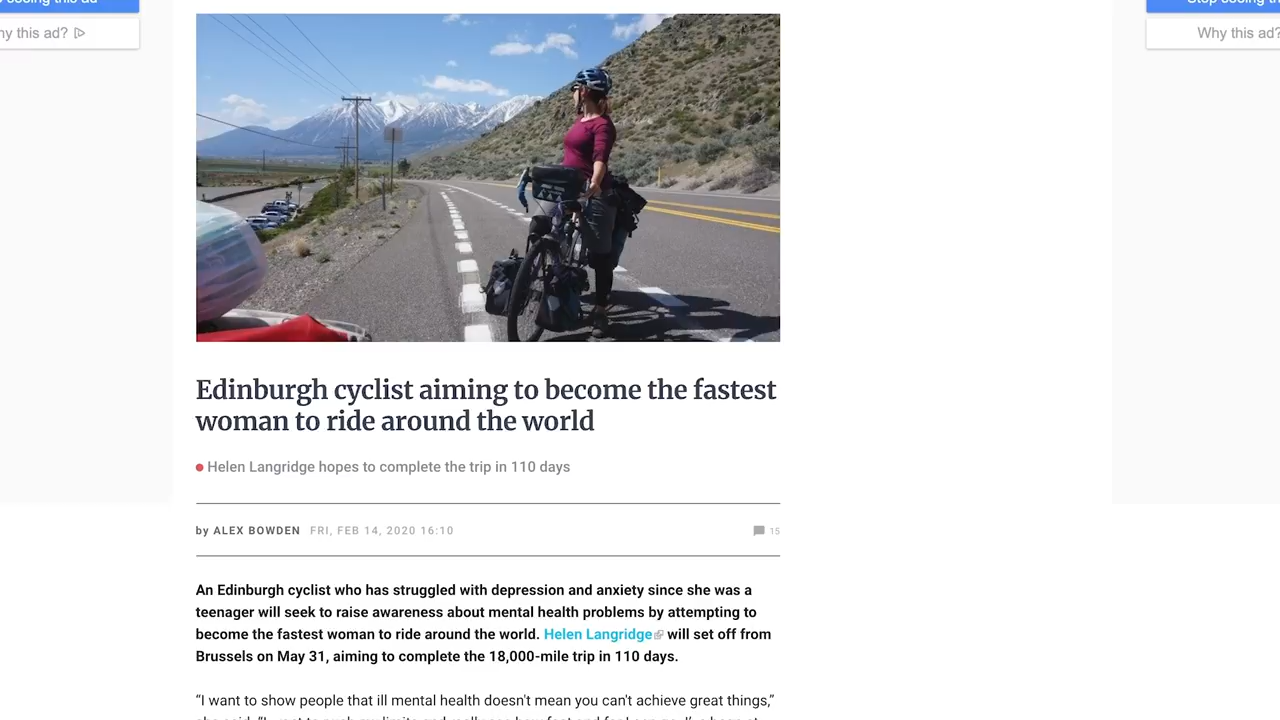 Why this ad?
Edinburgh cyclist aiming to become the fastest
woman to ride around the world
Helen Langridge hopes to complete the trip in 110 days
by ALEX BOWDEN FRI, FEB 14, 2020 16:10
15
An Edinburgh cyclist who has struggled with depression and anxiety since she was a
teenager will seek to raise awareness about mental health problems by attempting to
become the fastest woman to ride around the world. Helen Langridge will set off from
Brussels on May 31, aiming to complete the 18,000-mile trip in 110 days.
“I want to show people that ill mental health doesn't mean you can't achieve great things,”